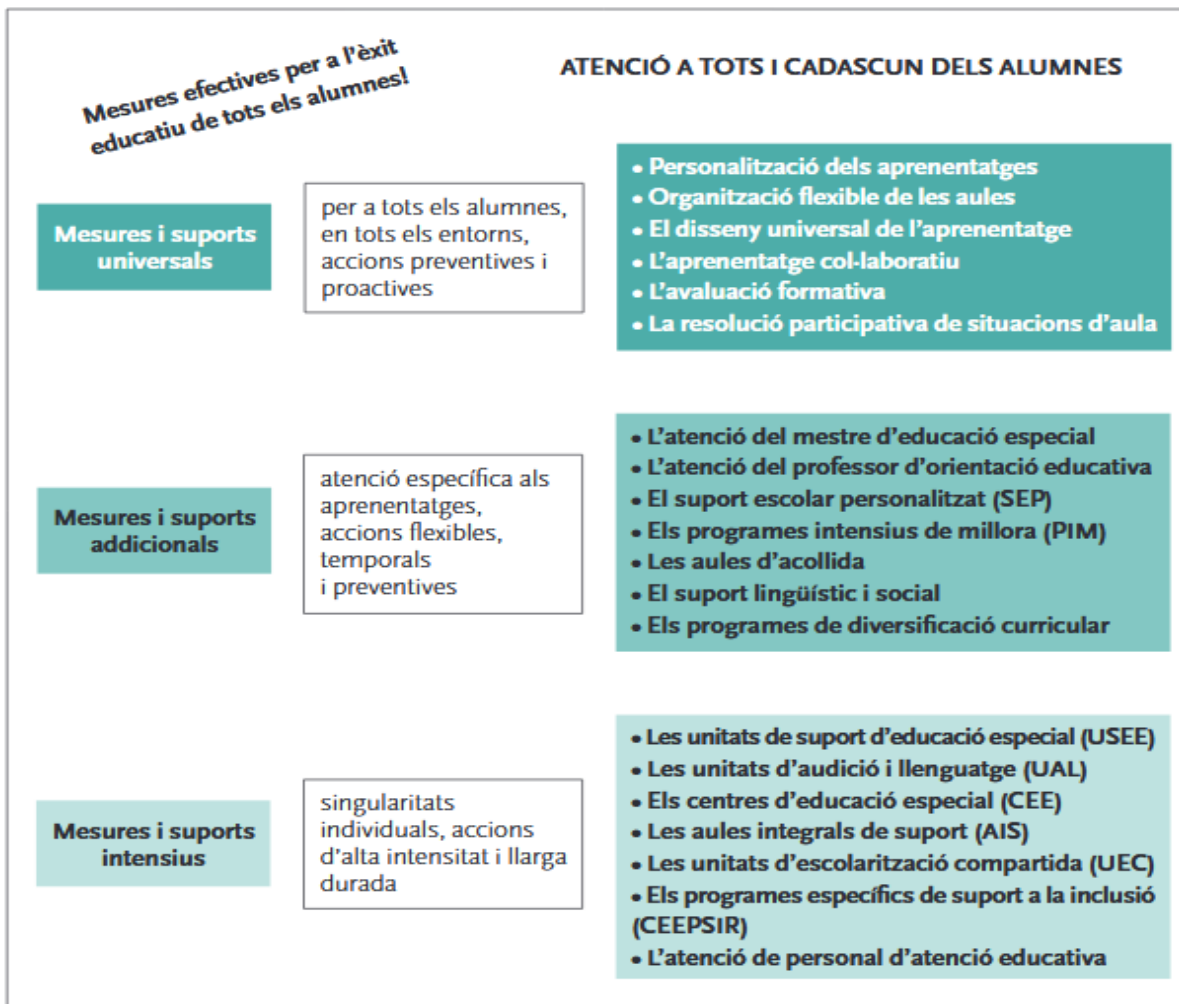 Mesures efectives per a l'èxit
educatiu de tots els alumnes!
ATENCIÓ A TOTS I CADASCUN DELS ALUMNES
Mesures i suports
universals
per a tots els alumnes,
en tots els entorns,
accions preventives i
proactives
• Personalització dels aprenentatges
• Organització flexible de les aules
• El disseny universal de l'aprenentatge
• L'aprenentatge col·laboratiu
• L'avaluació formativa
• La resolució participativa de situacions d'aula
Mesures i suports
addicionals
atenció específica als
aprenentatges,
accions flexibles,
temporals
i preventives
• L'atenció del mestre d'educació especial
• L'atenció del professor d'orientació educativa
• El suport escolar personalitzat (SEP)
• Els programes intensius de millora (PIM)
• Les aules d'acollida
• El suport lingüístic i social
• Els programes de diversificació curricular
Mesures i suports
intensius
singularitats
individuals, accions
d'alta intensitat i llarga
durada
• Les unitats de suport d'educació especial (USEE)
• Les unitats d'audició i llenguatge (UAL)
• Els centres d'educació especial (CEE)
• Les aules integrals de suport (AIS)
• Les unitats d'escolarització compartida (UEC)
• Els programes específics de suport a la inclusió
(CEEPSIR)
• L'atenció de personal d'atenció educativa